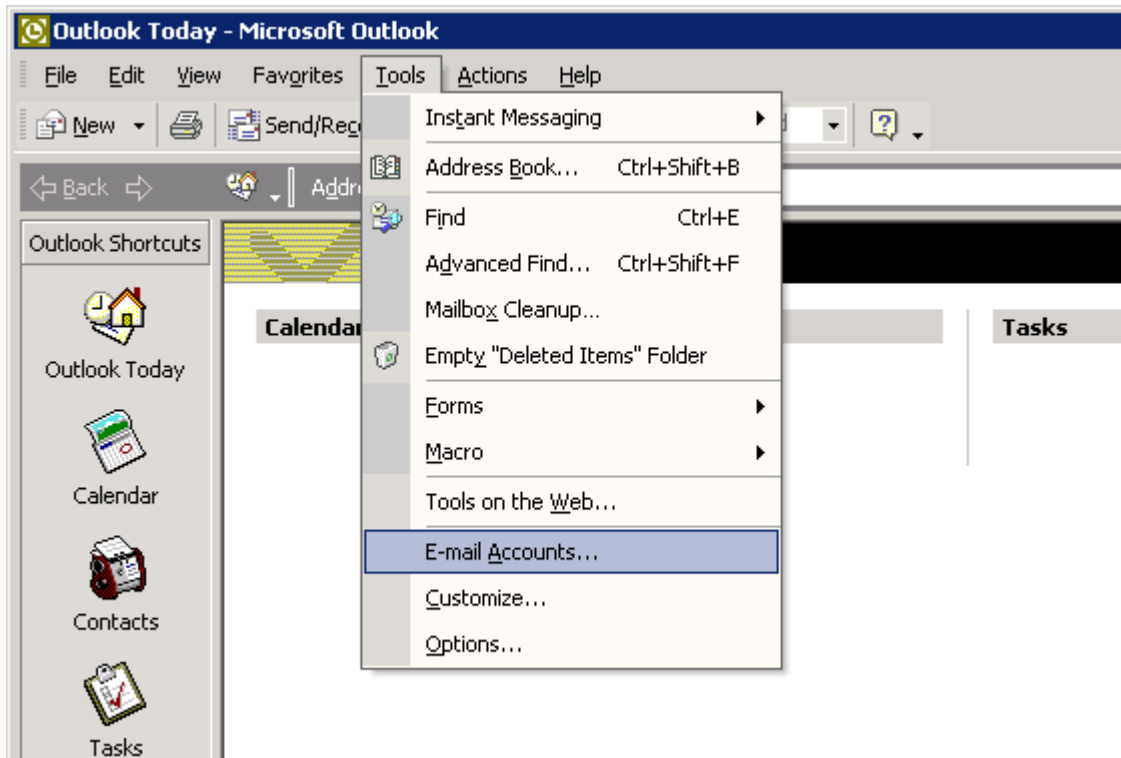 Outlook Today - Microsoft Outlook
File Edit View Favorites Tools Actions Help
New Send/Rec
Back Addr
Instant Messaging
Address Book... Ctrl+Shift+B
Find Ctrl+E
Advanced Find... Ctrl+Shift+F
Mailbox Cleanup...
Empty "Deleted Items" Folder
Forms
Macro
Tools on the Web...
E-mail Accounts...
Customize...
Options...
Outlook Shortcuts
Outlook Today
Calendar
Contacts
Tasks
Calendar Tasks